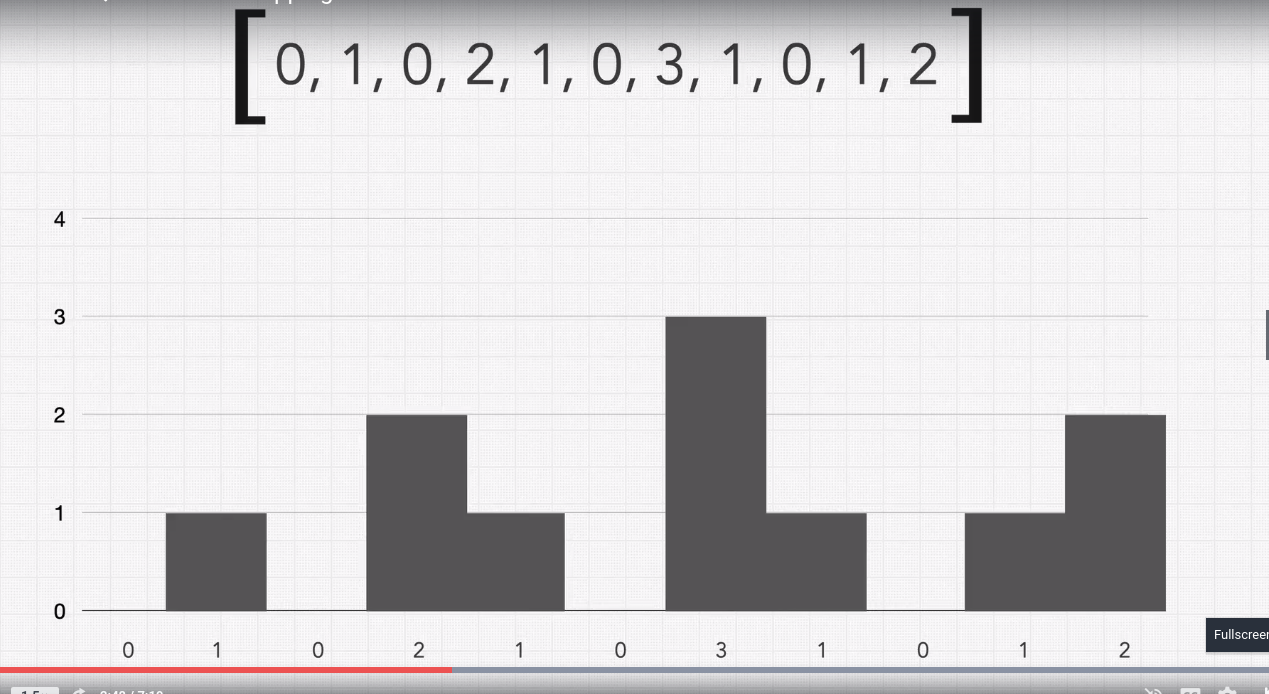 [ 0, 1, 0, 2, 1, 0, 3, 1, 0, 1, 2 ]
4
3
2
1
0
0 1 0 2 1 0 3 1 0 1 2
Fullscreen